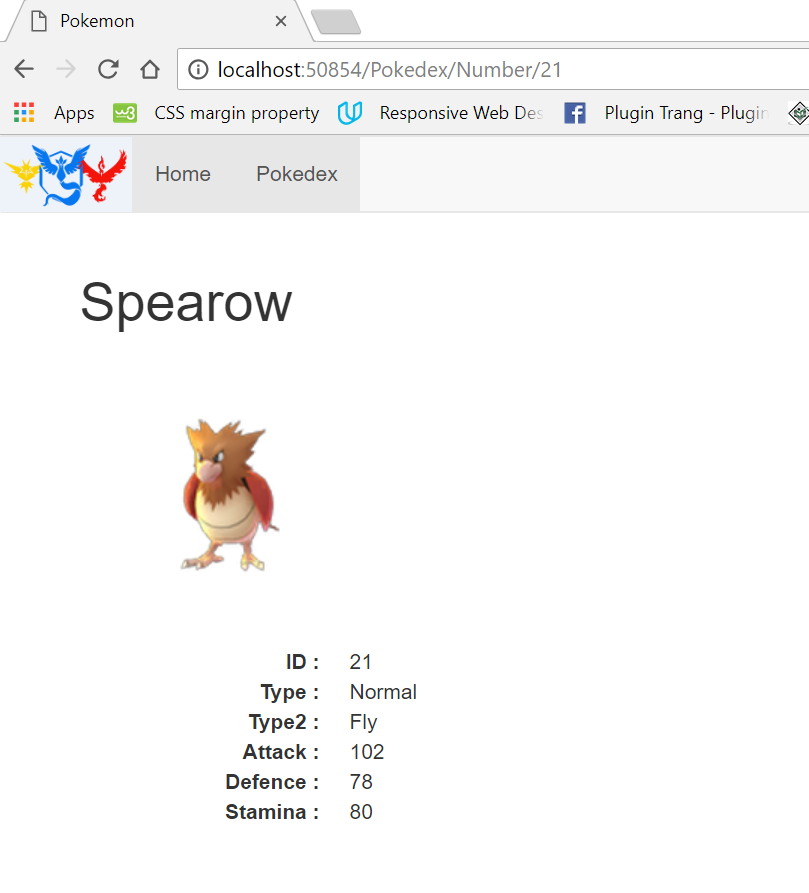 Pokemon
localhost:50854/Pokedex/Number/21
Apps CSS margin property Responsive Web Des Plugin Trang - Plugin
Home Pokedex
Spearow
ID : 21
Type : Normal
Type2 : Fly
Attack : 102
Defence : 78
Stamina : 80